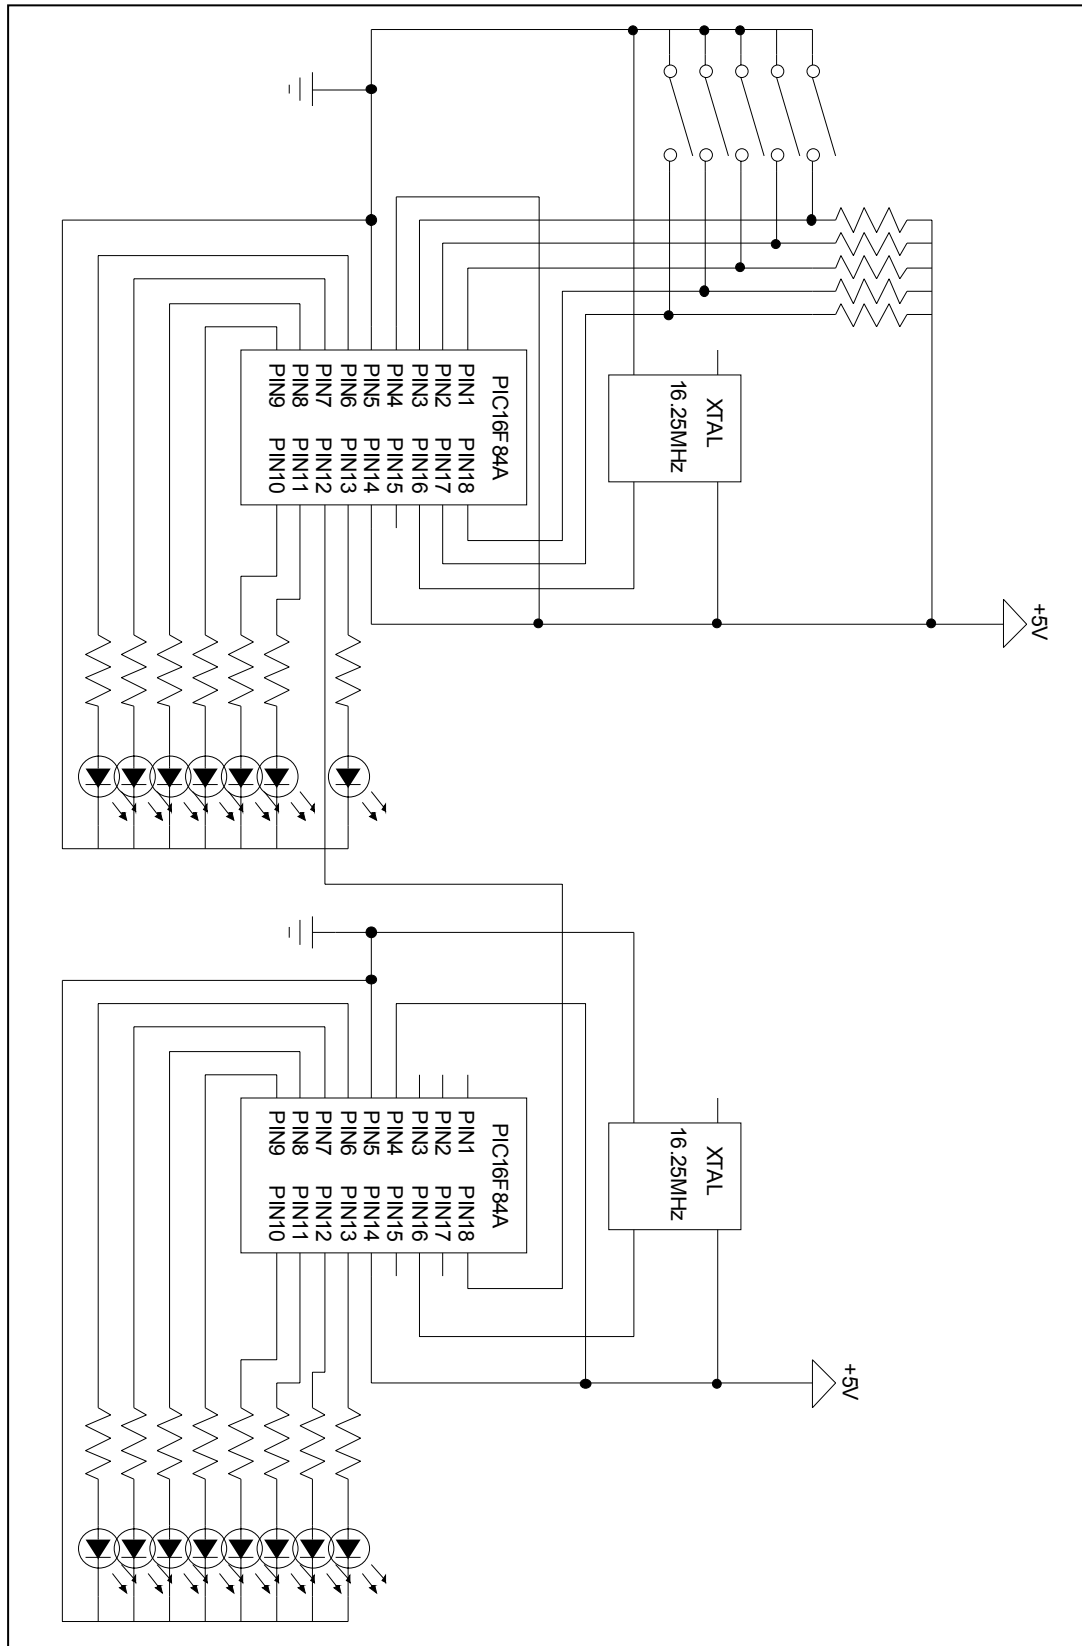 +5V
XTAL
16.25MHz
PIC16F84A
PIN1 PIN18
PIN2 PIN17
PIN3 PIN16
PIN4 PIN15
PIN5 PIN14
PIN6 PIN13
PIN7 PIN12
PIN8 PIN11
PIN9 PIN10
+5V
XTAL
16.25MHz
PIC16F84A
PIN1 PIN18
PIN2 PIN17
PIN3 PIN16
PIN4 PIN15
PIN5 PIN14
PIN6 PIN13
PIN7 PIN12
PIN8 PIN11
PIN9 PIN10